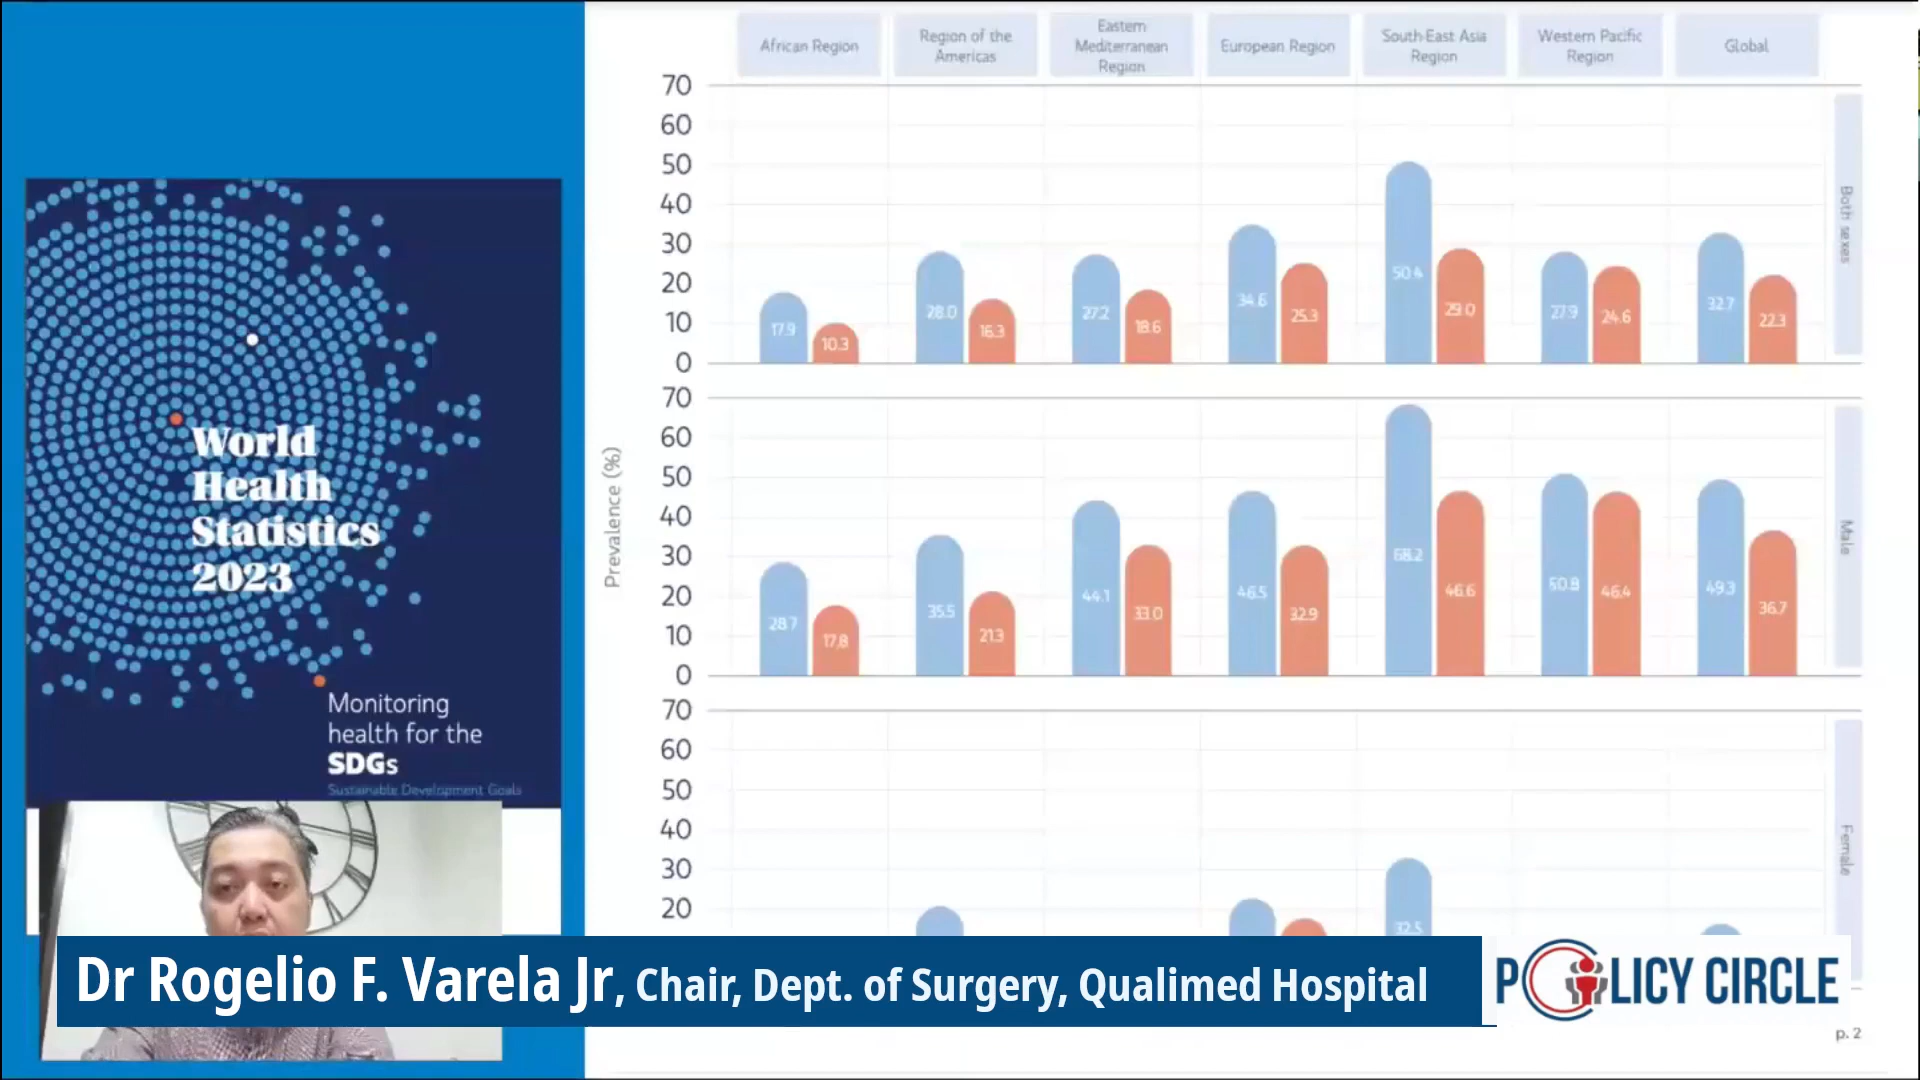 African Region
Region of the
Americas
Eastern
Mediterranean
Region
European Region
South-East Asia
Region
Western Pacific
Region
Global
70
60
50
40
30
20
10
0
17.9
10.3
28.0
16.3
27.2
18.6
34.6
25.3
50.4
29.0
27.9
24.6
32.7
22.3
Both sexes
Prevalence (%)
70
60
50
40
30
20
10
0
28.7
17.8
35.5
21.3
44.1
33.0
46.5
32.9
68.2
46.6
50.8
46.4
49.3
36.7
Male
70
60
50
40
30
20
32.5
Female
World
Health
Statistics
2023
Monitoring
health for the
SDGs
Sustainable Development Goals
Dr Rogelio F. Varela Jr, Chair, Dept. of Surgery, Qualimed Hospital
POLICY CIRCLE
p. 2